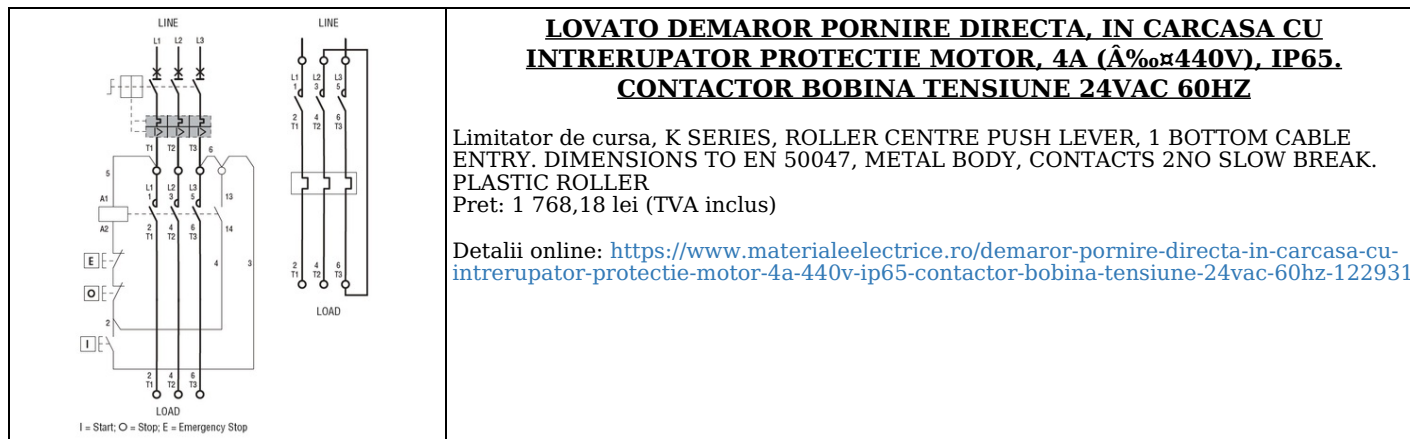 LINE
L1 L2 L3
T1 T2 T3 6
5
L1 L2 L3
1 3 5 13
A1
A2
2 4 6 14
T1 T2 T3
E
4 3
O
2
I
2 4 6
T1 T2 T3
LOAD
I = Start; O = Stop; E = Emergency Stop
LINE
L1 L2 L3
1 3 5
2 4 6
T1 T2 T3
2 4 6
T1 T2 T3
LOAD
LOVATO DEMAROR PORNIRE DIRECTA, IN CARCASA CU
INTRERUPATOR PROTECTIE MOTOR, 4A (Â‰¤440V), IP65.
CONTACTOR BOBINA TENSIUNE 24VAC 60HZ
Limitator de cursa, K SERIES, ROLLER CENTRE PUSH LEVER, 1 BOTTOM CABLE
ENTRY. DIMENSIONS TO EN 50047, METAL BODY, CONTACTS 2NO SLOW BREAK.
PLASTIC ROLLER
Pret: 1 768,18 lei (TVA inclus)
Detalii online: https://www.materialeelectrice.ro/demaror-pornire-directa-in-carcasa-cu-
intrerupator-protectie-motor-4a-440v-ip65-contactor-bobina-tensiune-24vac-60hz-122931